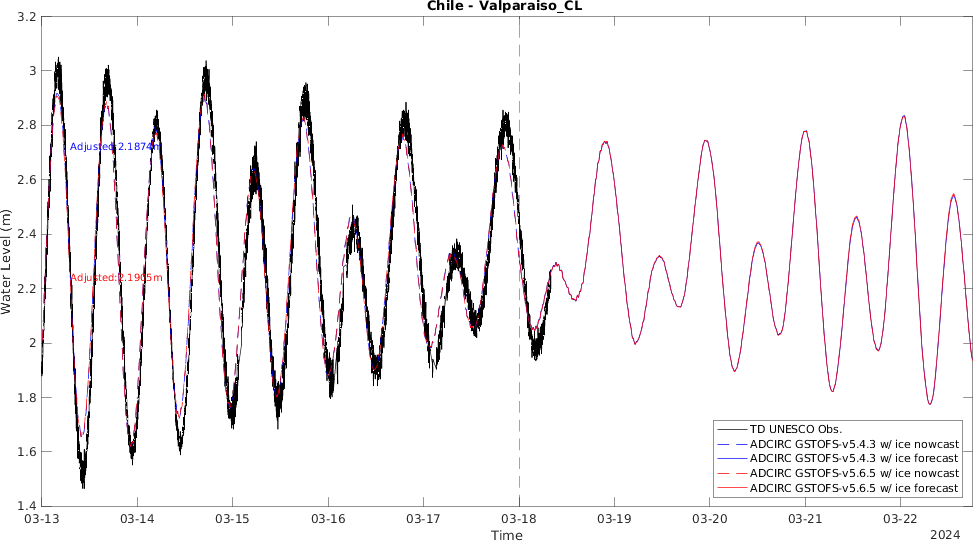 Chile - Valparaiso_CL
3.2
3
2.8
2.6
2.4
2.2
2
1.8
1.6
1.4
Water Level (m)
Adjusted:2.1874m
Adjusted:2.1905m
TD UNESCO Obs.
ADCIRC GSTOFS-v5.4.3 w/ ice nowcast
ADCIRC GSTOFS-v5.4.3 w/ ice forecast
ADCIRC GSTOFS-v5.6.5 w/ ice nowcast
ADCIRC GSTOFS-v5.6.5 w/ ice forecast
03-13 03-14 03-15 03-16 03-17 03-18 03-19 03-20 03-21 03-22
Time
2024